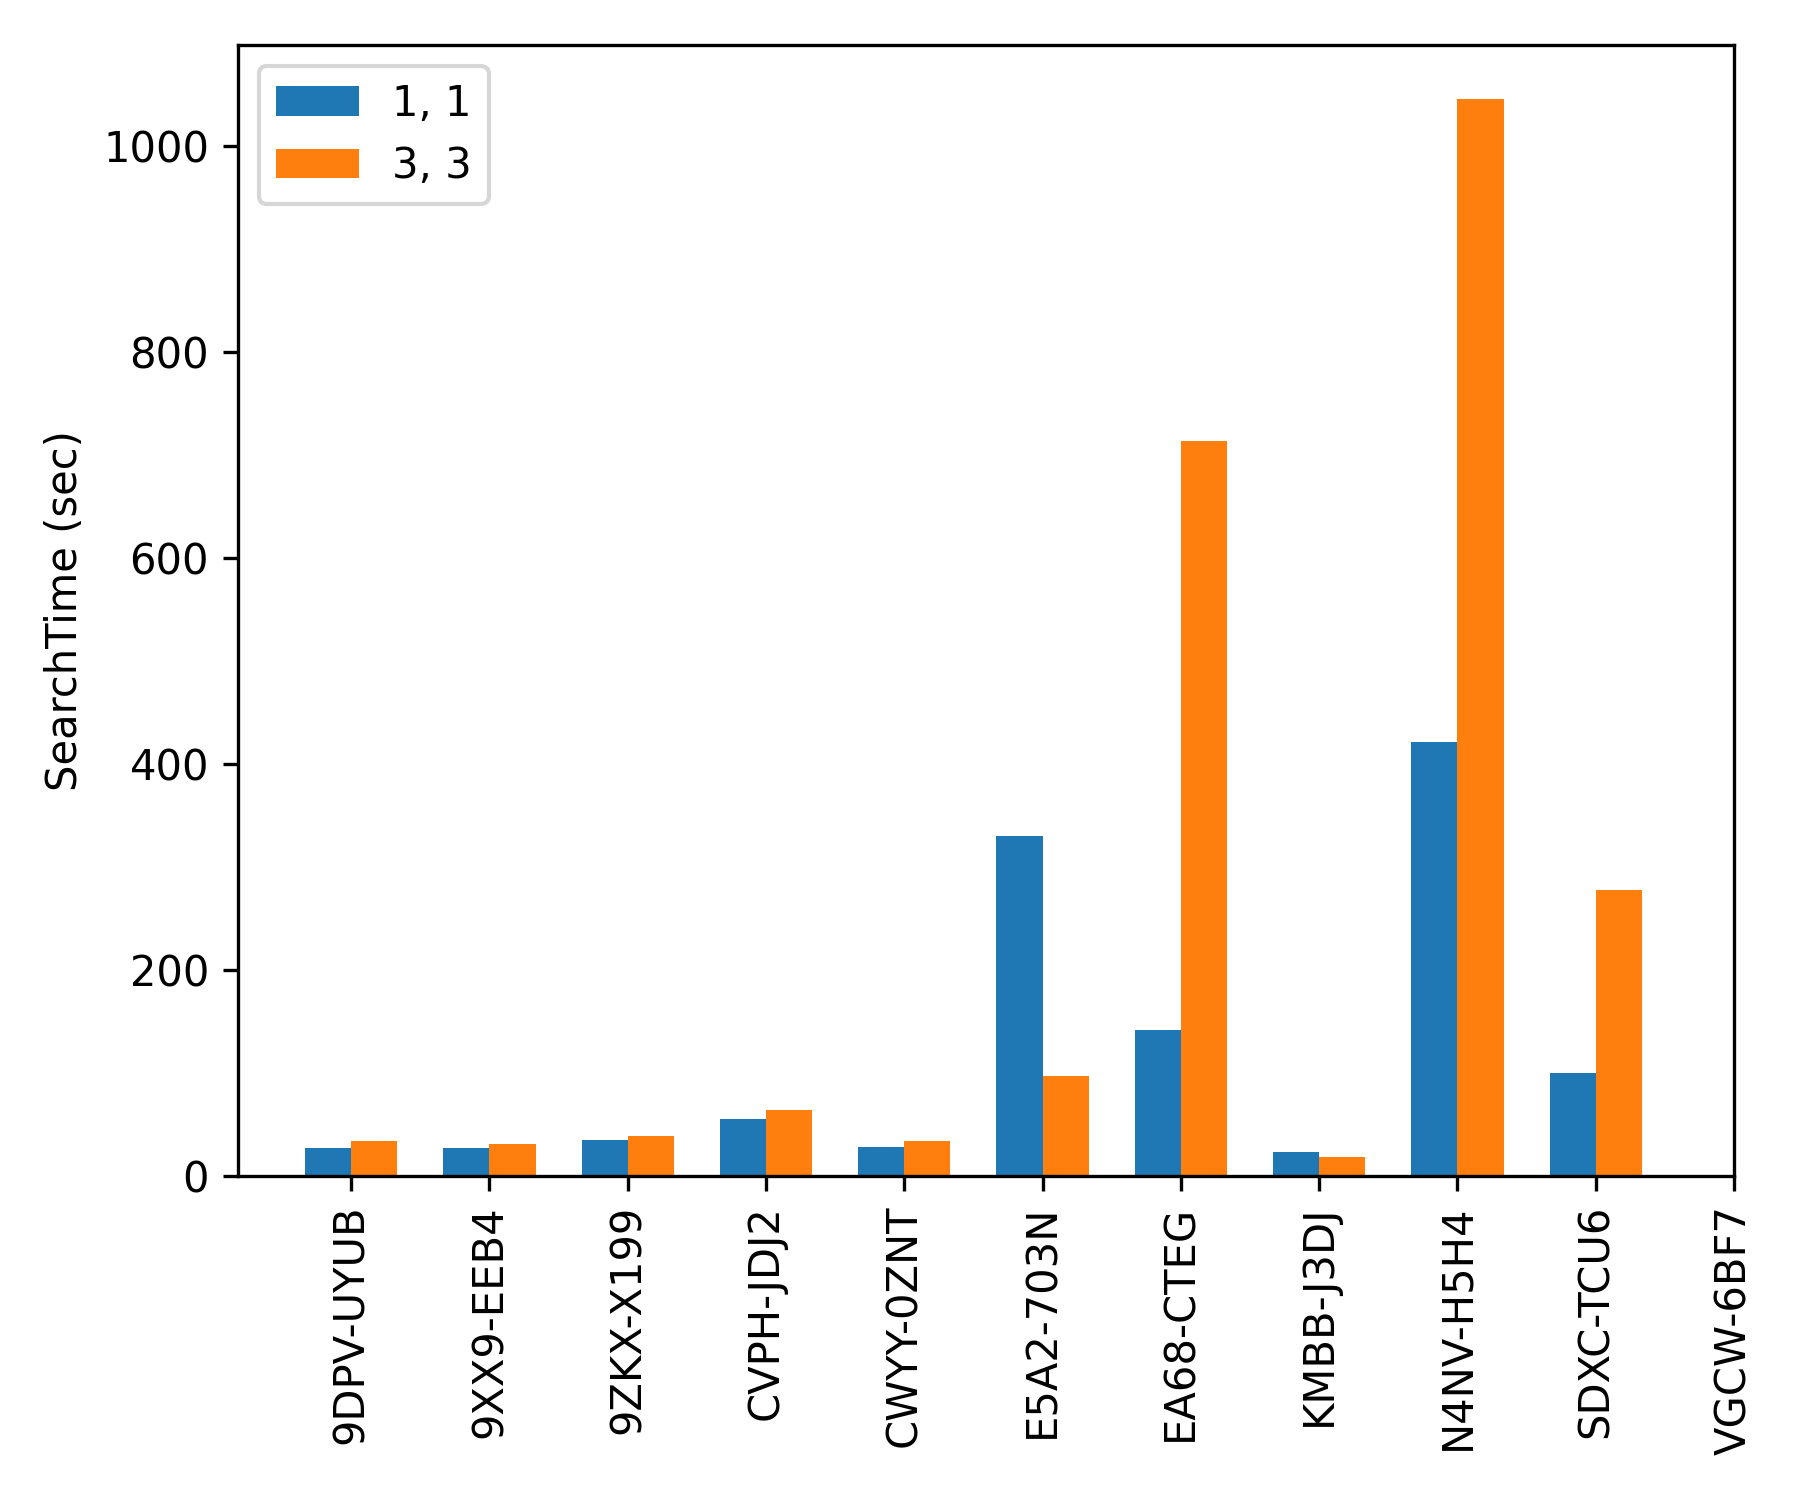 1, 1
3, 3
SearchTime (sec)
1000
800
600
400
200
0
9DPV-UYUB
9XX9-EEB4
9ZKX-X199
CVPH-JDJ2
CWYY-0ZNT
E5A2-703N
EA68-CTEG
KMBB-J3DJ
N4NV-H5H4
SDXC-TCU6
VGCW-6BF7